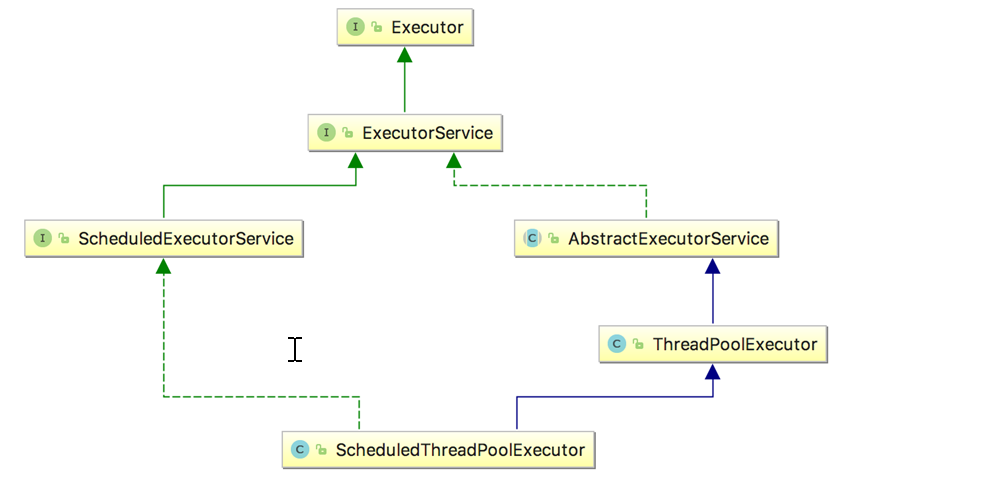 I Executor
I ExecutorService
I ScheduledExecutorService
C AbstractExecutorService
C ThreadPoolExecutor
C ScheduledThreadPoolExecutor